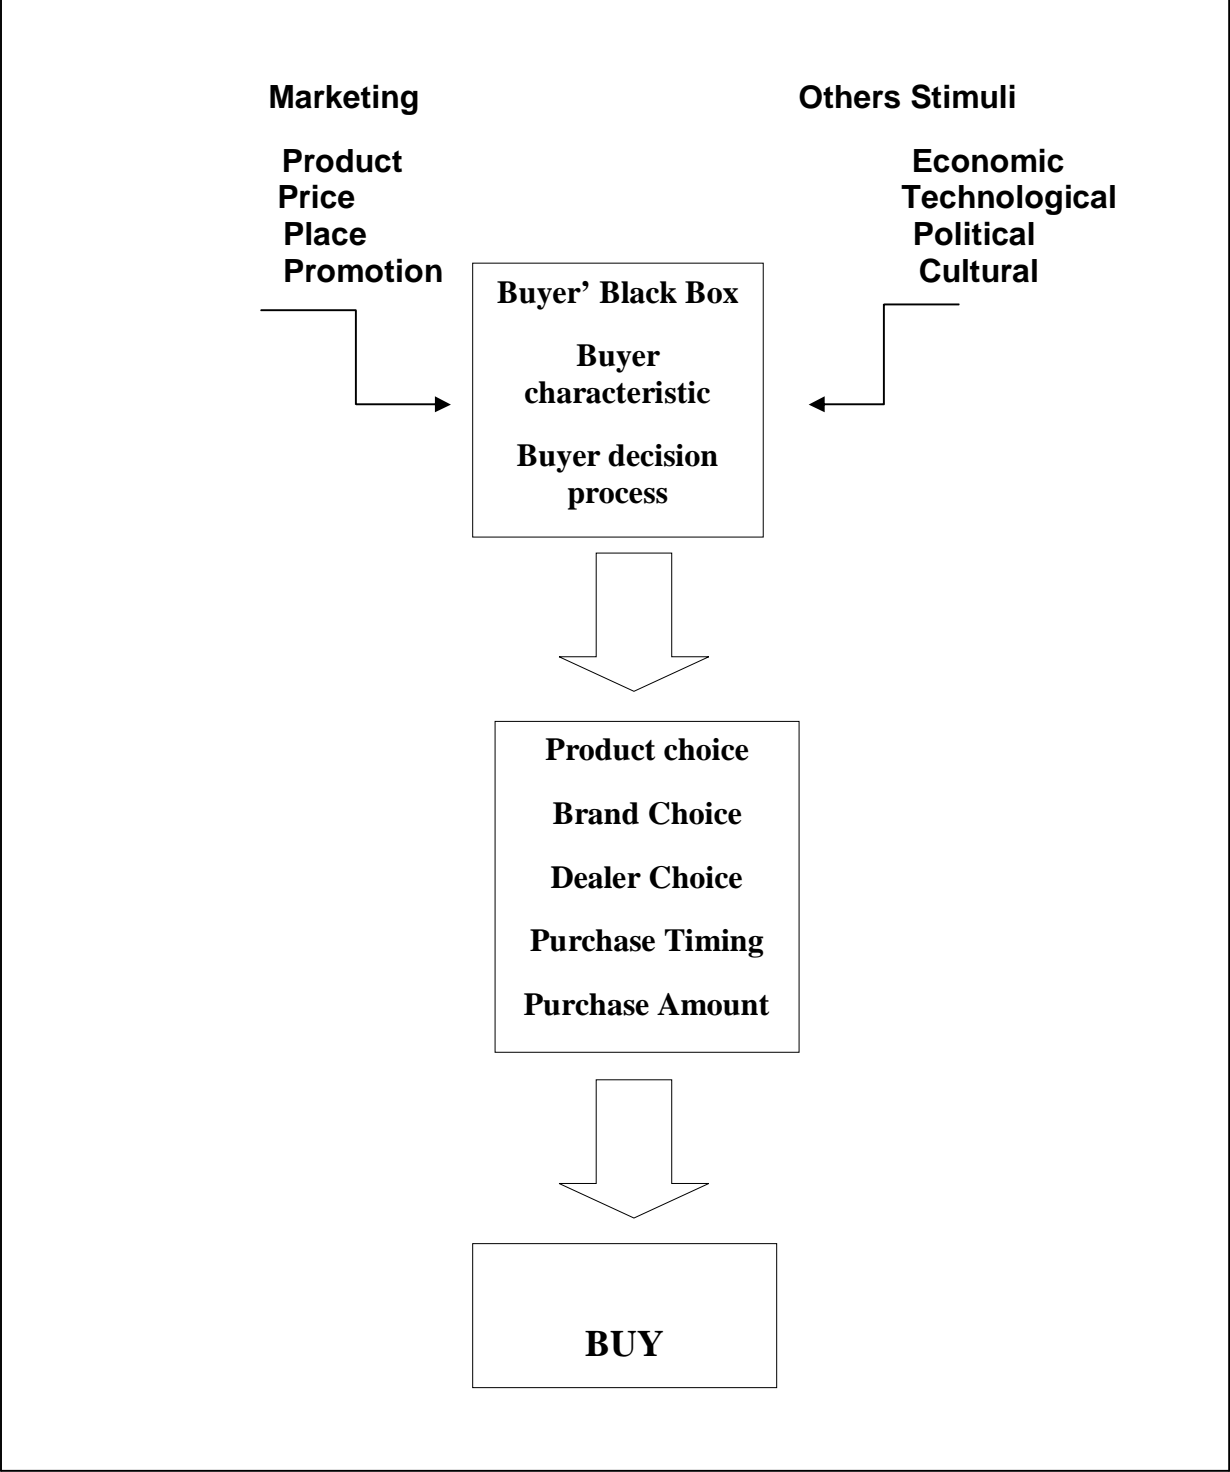 Marketing
Others Stimuli
Product
Price
Place
Promotion
Economic
Technological
Political
Cultural
Buyer’ Black Box
Buyer
characteristic
Buyer decision
process
Product choice
Brand Choice
Dealer Choice
Purchase Timing
Purchase Amount
BUY